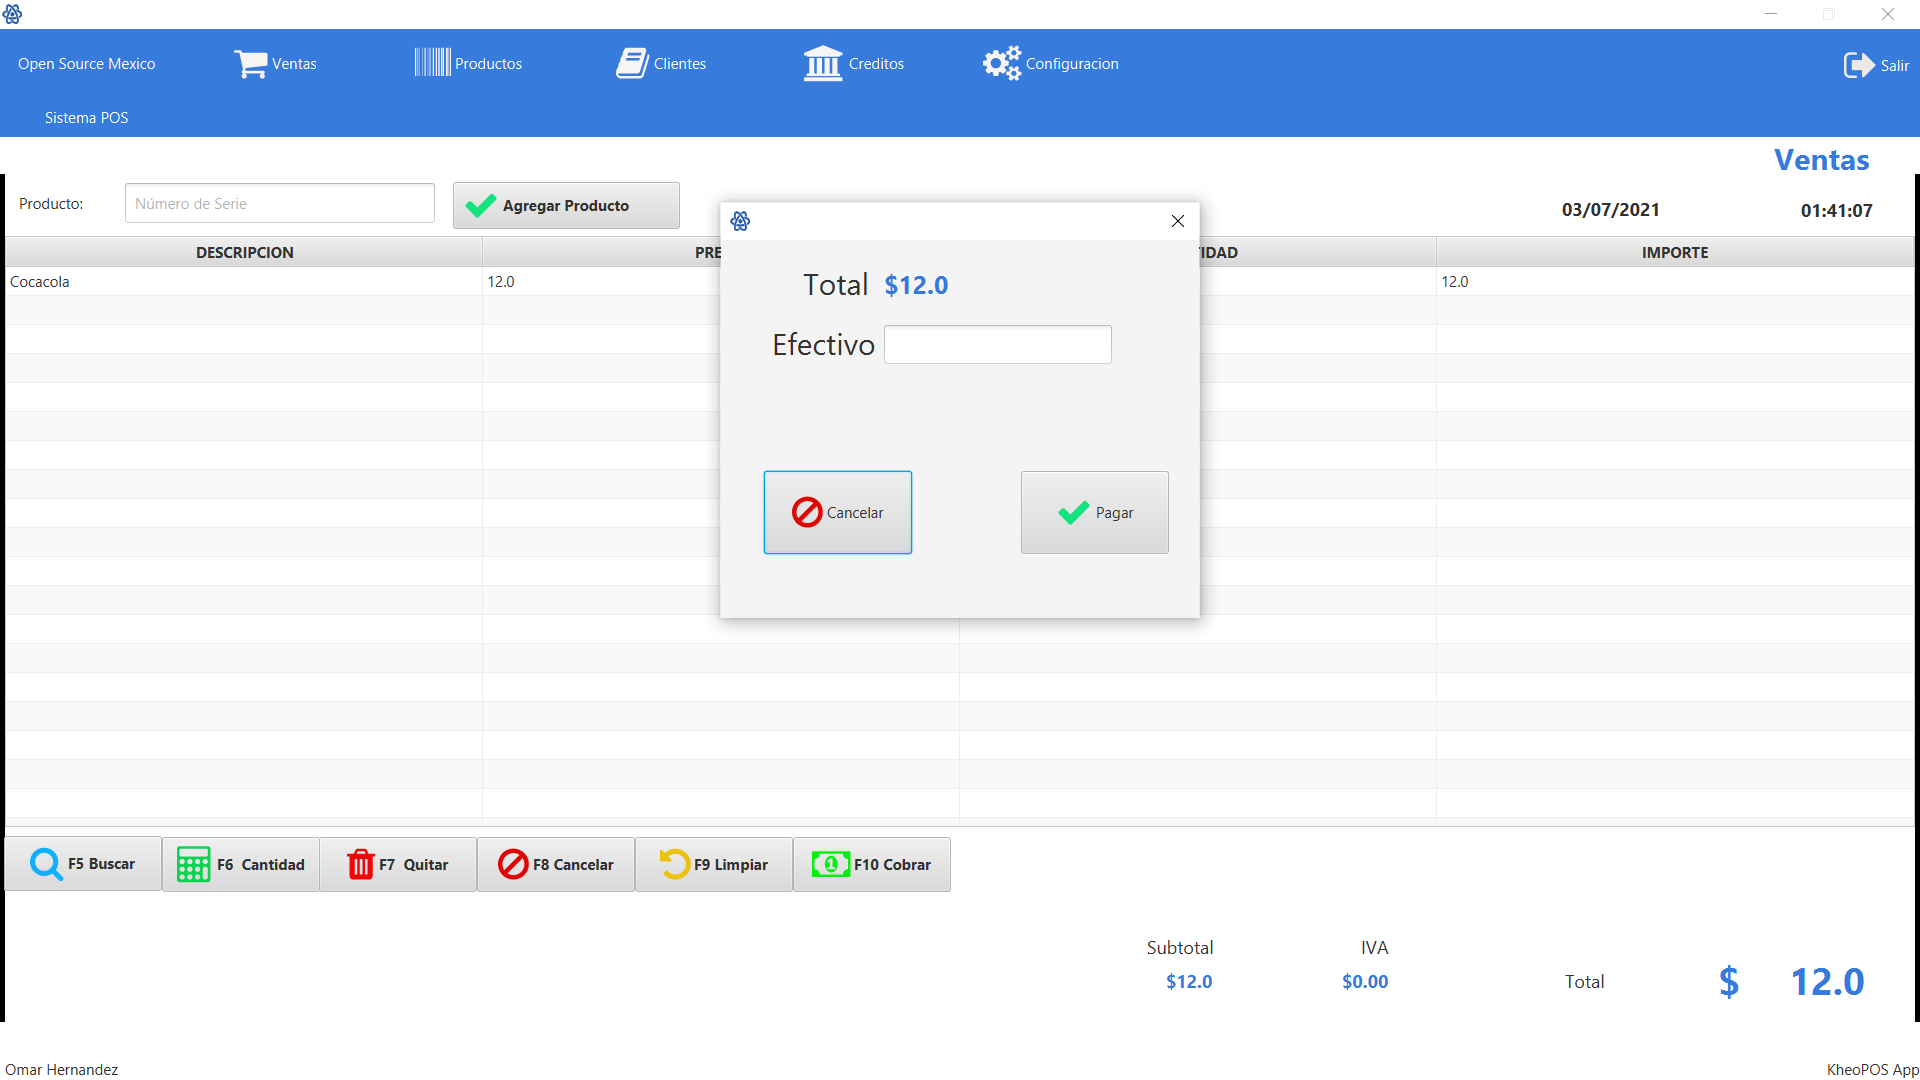 Open Source Mexico
Ventas
Productos
Clientes
Creditos
Configuracion
Salir
Sistema POS
Ventas
Producto:
Número de Serie
Agregar Producto
03/07/2021
01:41:07
DESCRIPCION
PRE
TIDAD
IMPORTE
Cocacola
12.0
12.0
Total $12.0
Efectivo
Cancelar
Pagar
F5 Buscar
F6 Cantidad
F7 Quitar
F8 Cancelar
F9 Limpiar
F10 Cobrar
Subtotal
IVA
$12.0
$0.00
Total
$ 12.0
Omar Hernandez
KheoPOS App